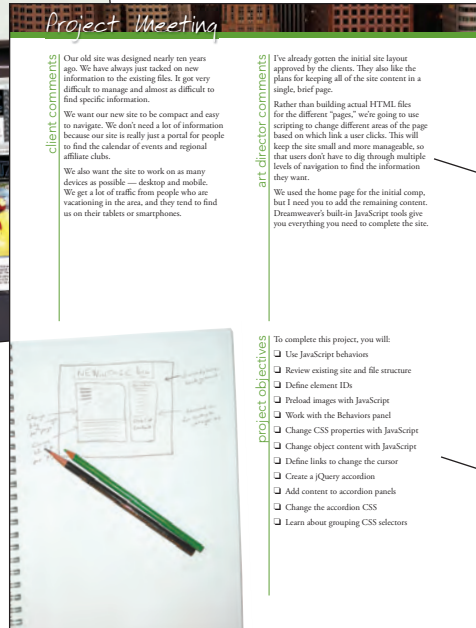 Project Meeting
client comments
Our old site was designed nearly ten years
ago. We have always just tacked on new
information to the existing files. It got very
difficult to manage and almost as difficult to
find specific information.
We want our new site to be compact and easy
to navigate. We don't need a lot of information
because our site is really just a portal for people
to find the calendar of events and regional
affiliate clubs.
We also want the site to work on as many
devices as possible — desktop and mobile.
We get a lot of traffic from people who are
vacationing in the area, and they tend to find
us on their tablets or smartphones.
art director comments
I've already gotten the initial site layout
approved by the clients. They also like the
plans for keeping all of the site content in a
single, brief page.
Rather than building actual HTML files
for the different “pages,” we're going to use
scripting to change different areas of the page
based on which link a user clicks. This will
keep the site small and more manageable, so
that users don't have to dig through multiple
levels of navigation to find the information
they want.
We used the home page for the initial comp,
but I need you to add the remaining content.
Dreamweaver's built-in JavaScript tools give
you everything you need to complete the site.
project objectives
To complete this project, you will:
❏ Use JavaScript behaviors
❏ Review existing site and file structure
❏ Define element IDs
❏ Preload images with JavaScript
❏ Work with the Behaviors panel
❏ Change CSS properties with JavaScript
❏ Change object content with JavaScript
❏ Define links to change the cursor
❏ Create a jQuery accordion
❏ Add content to accordion panels
❏ Change the accordion CSS
❏ Learn about grouping CSS selectors